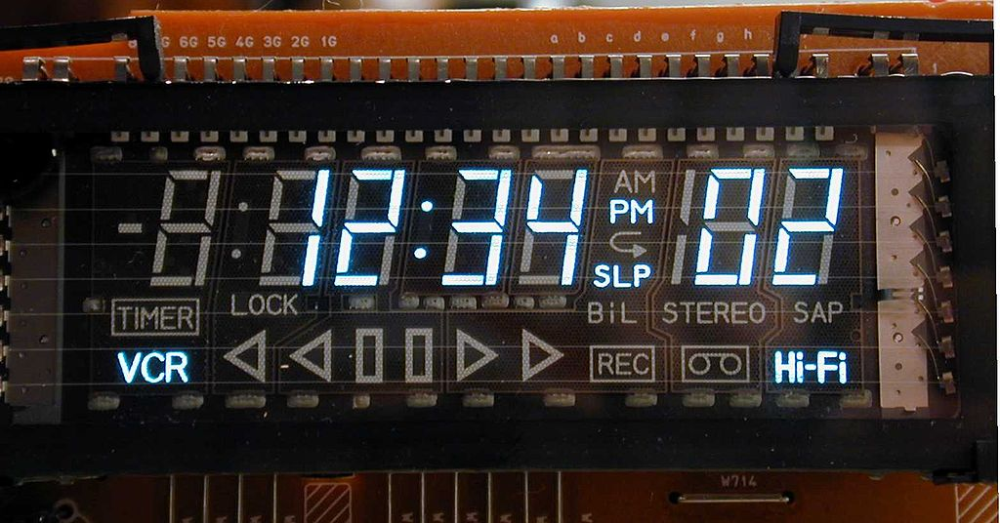 6G 5G 4G 3G 2G 1G
a b c d e f g h
12:34 AM 02
PM
SLP
TIMER LOCK BiL STEREO SAP
VCR REC Hi-Fi
W714